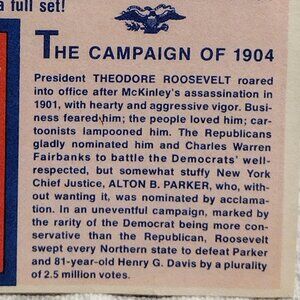 a full set!
THE CAMPAIGN OF 1904
President THEODORE ROOSEVELT roared
into office after McKinley's assassination in
1901, with hearty and aggressive vigor. Busi-
ness feared him; the people loved him; car-
toonists lampooned him. The Republicans
gladly nominated him and Charles Warren
Fairbanks to battle the Democrats' well-
respected, but somewhat stuffy New York
Chief Justice, ALTON B. PARKER, who, with-
out wanting it, was nominated by acclama-
tion. In an uneventful campaign, marked by
the rarity of the Democrat being more con-
servative than the Republican, Roosevelt
swept every Northern state to defeat Parker
and 81-year-old Henry G. Davis by a plurality
of 2.5 million votes.